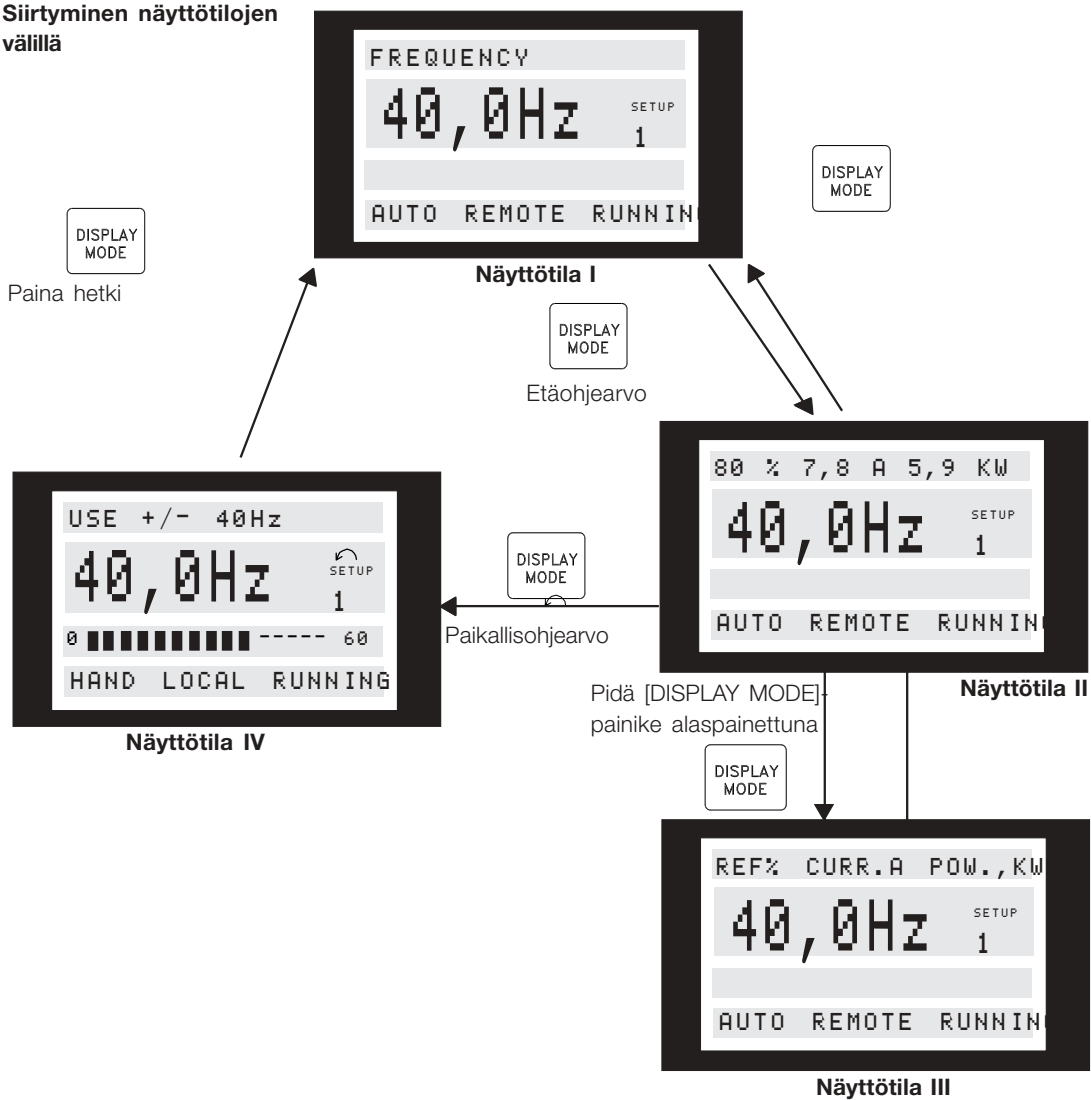 Siirtyminen näyttötilojen
välillä
FREQUENCY
40,0Hz
SETUP
1
AUTO REMOTE RUNNIN
Näyttötila I
DISPLAY
MODE
DISPLAY
MODE
Paina hetki
DISPLAY
MODE
Etäohjearvo
80 % 7,8 A 5,9 KW
40,0Hz
SETUP
1
AUTO REMOTE RUNNIN
Näyttötila II
USE +/- 40Hz
40,0Hz
SETUP
1
0 ----- 60
HAND LOCAL RUNNING
Näyttötila IV
DISPLAY
MODE
Paikallisohjearvo
Pidä [DISPLAY MODE]-
painike alaspainettuna
DISPLAY
MODE
REF% CURR.A POW.,KW
40,0Hz
SETUP
1
AUTO REMOTE RUNNIN
Näyttötila III